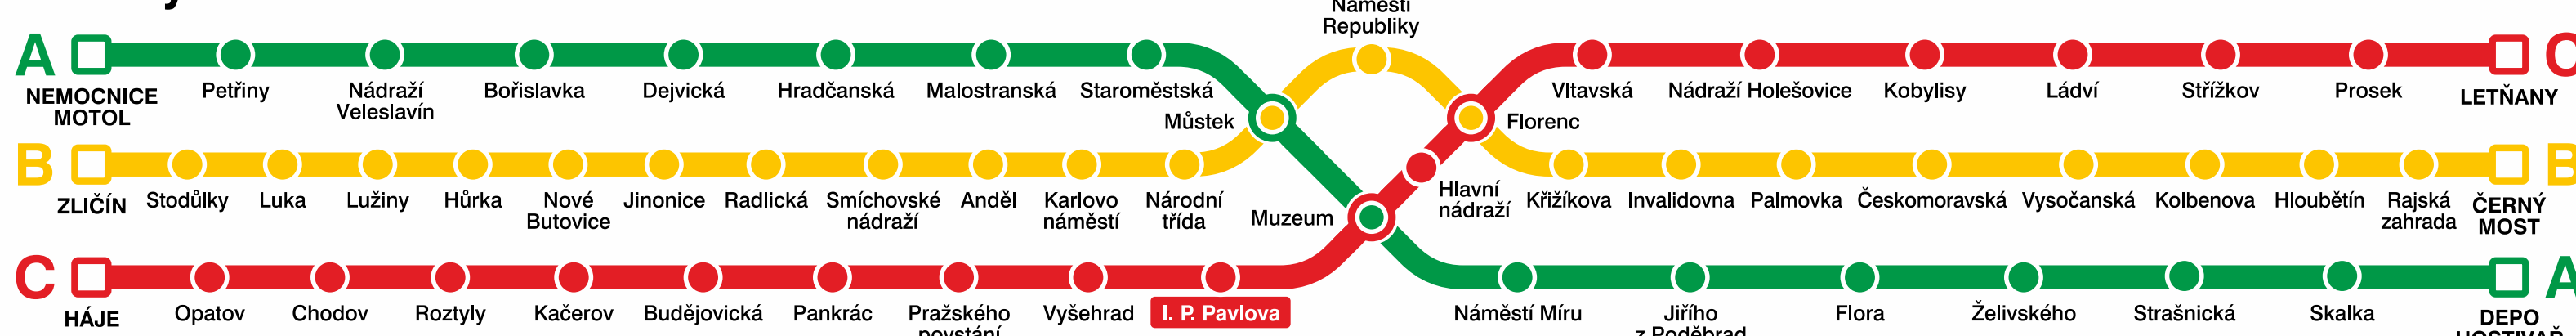 Náměstí
Republiky
A
C
Petřiny
Nádraží
Veleslavín
Bořislavka
Dejvická
Hradčanská
Malostranská
Staroměstská
Vltavská
Nádraží Holešovice
Kobylisy
Ládví
Střížkov
Prosek
NEMOCNICE
MOTOL
LETŇANY
Můstek
Florenc
B
B
ZLIČÍN
Stodůlky
Luka
Lužiny
Hůrka
Nové
Butovice
Jinonice
Radlická
Smíchovské
nádraží
Anděl
Karlovo
náměstí
Národní
třída
Muzeum
Hlavní
nádraží
Křižíkova
Invalidovna
Palmovka
Českomoravská
Vysočanská
Kolbenova
Hloubětín
Rajská
zahrada
ČERNÝ
MOST
C
A
HÁJE
Opatov
Chodov
Roztyly
Kačerov
Budějovická
Pankrác
Pražského
povstání
Vyšehrad
I. P. Pavlova
Náměstí Míru
Jiřího
z Poděbrad
Flora
Želivského
Strašnická
Skalka
DEPO